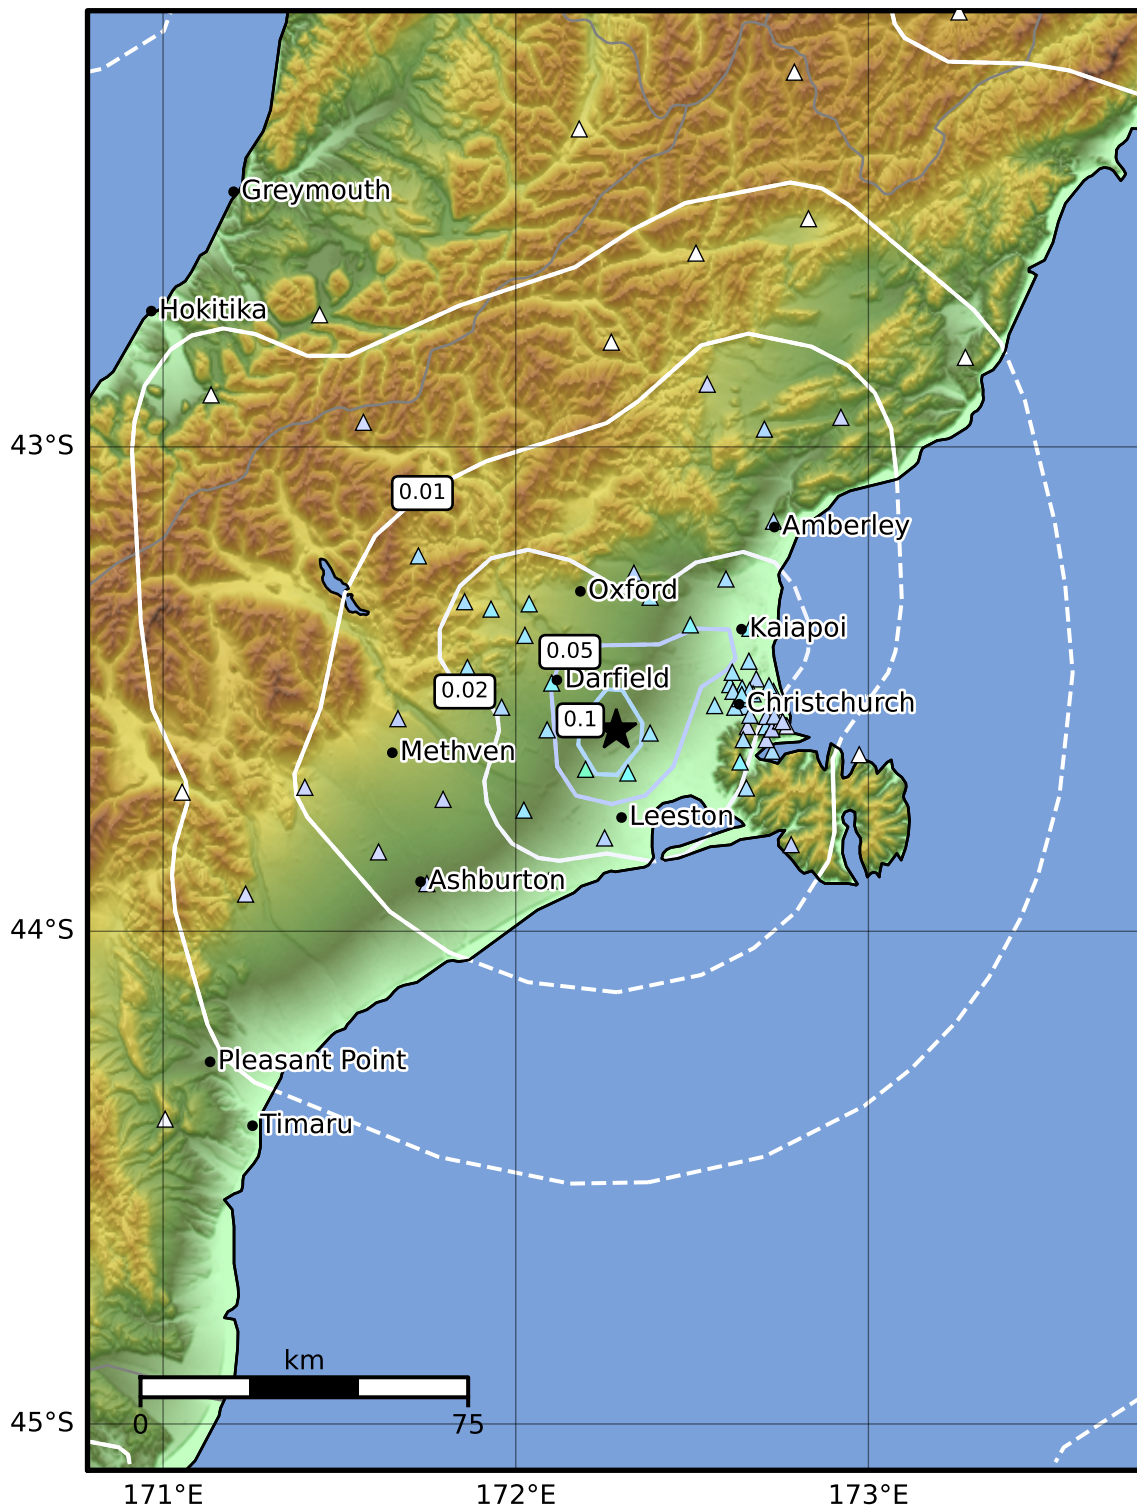 Greymouth
Hokitika
43°S
0.01
Amberley
Oxford
Kaiapoi
0.05
Darfield
0.02
Christchurch
0.1
Methven
Leeston
Ashburton
44°S
Pleasant Point
Timaru
km
0 75
45°S
171°E 172°E 173°E